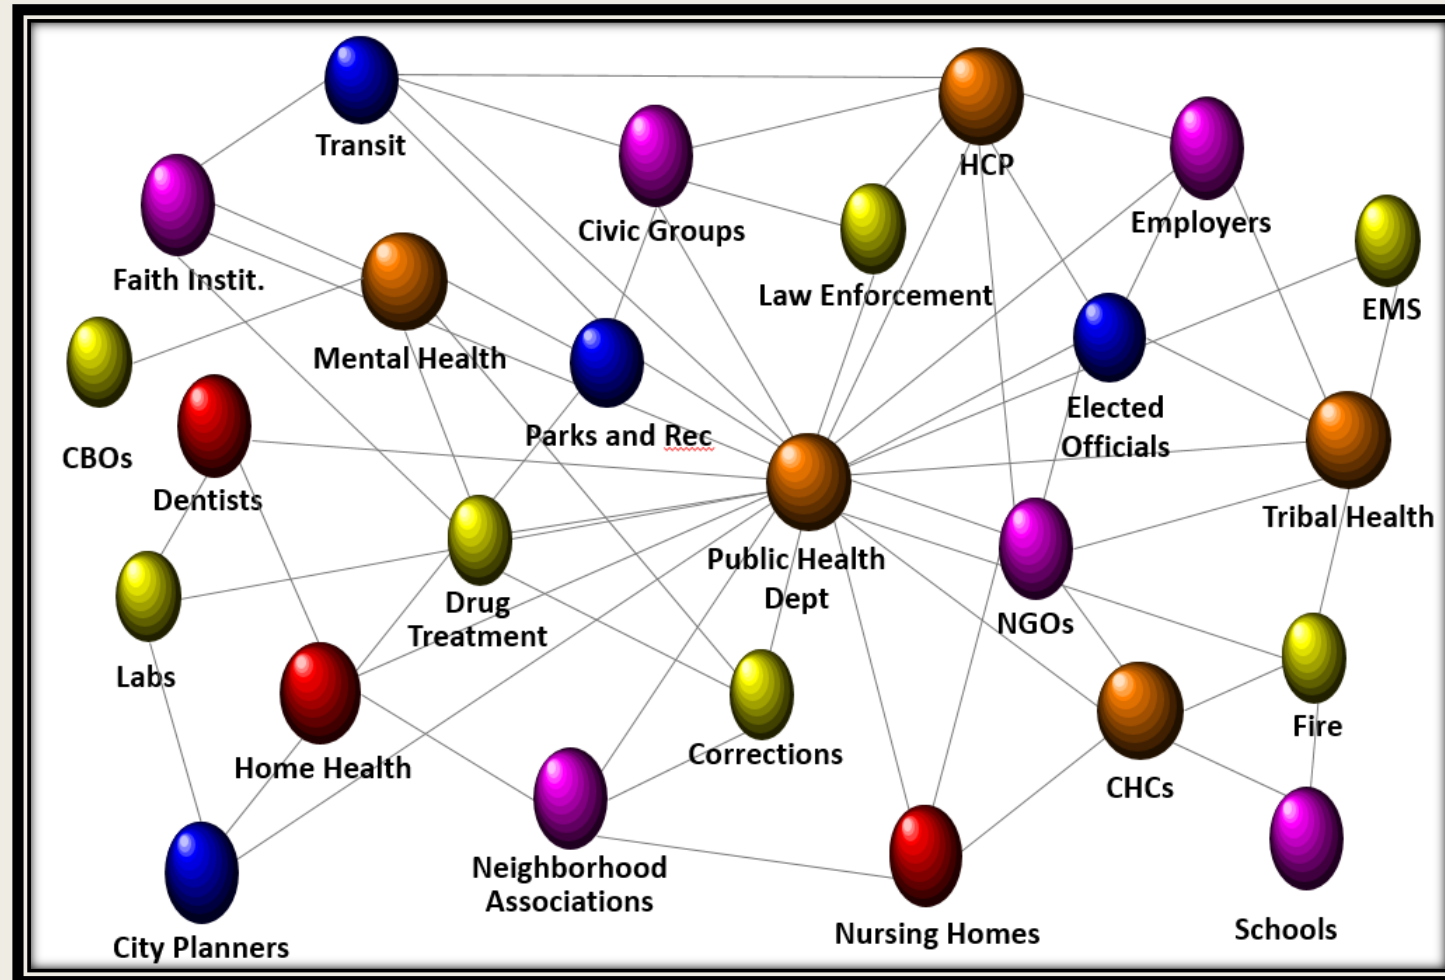 Transit
HCP
Civic Groups
Employers
Faith Instit.
Law Enforcement
EMS
Mental Health
Elected
Officials
Parks and Rec
CBOs
Dentists
Tribal Health
Public Health
Dept
Drug
Treatment
NGOs
Labs
Fire
Corrections
Home Health
CHCs
Neighborhood
Associations
Nursing Homes
Schools
City Planners